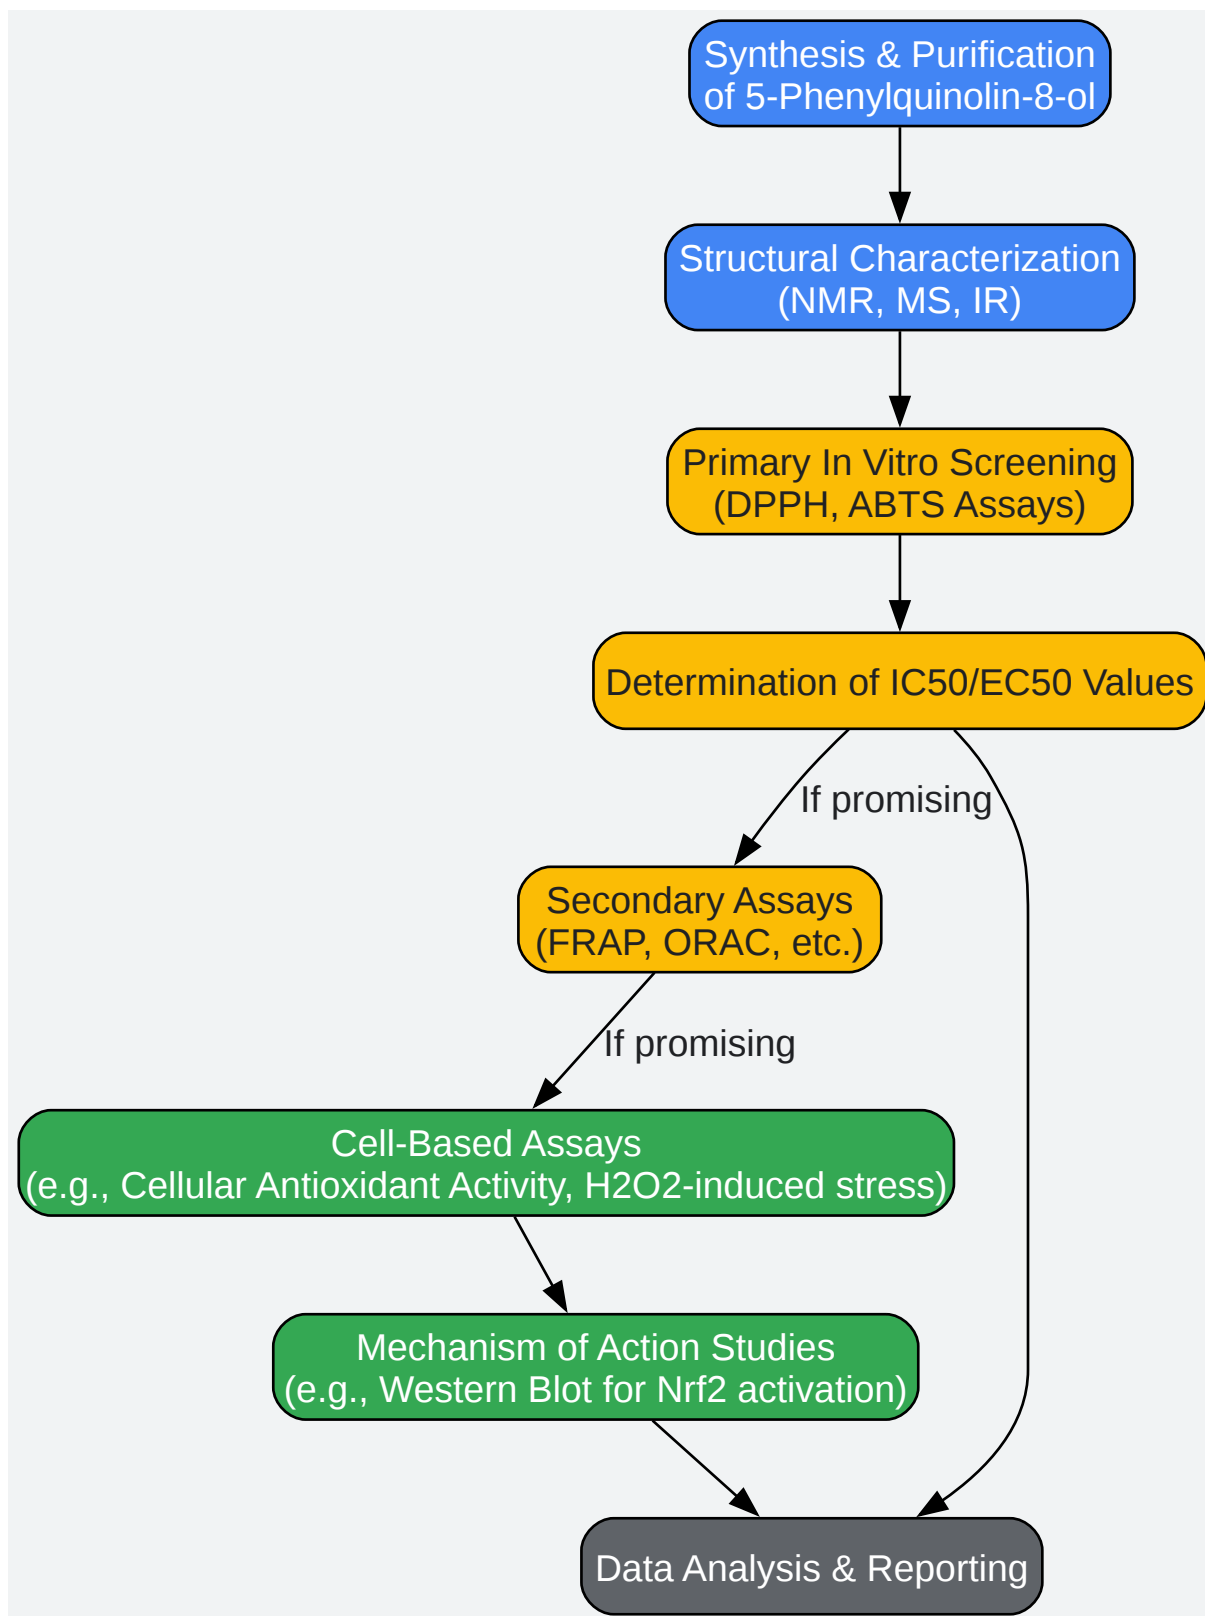 Synthesis & Purification
of 5-Phenylquinolin-8-ol
Structural Characterization
(NMR, MS, IR)
Primary In Vitro Screening
(DPPH, ABTS Assays)
Determination of IC50/EC50 Values
If promising
Secondary Assays
(FRAP, ORAC, etc.)
If promising
Cell-Based Assays
(e.g., Cellular Antioxidant Activity, H2O2-induced stress)
Mechanism of Action Studies
(e.g., Western Blot for Nrf2 activation)
Data Analysis & Reporting